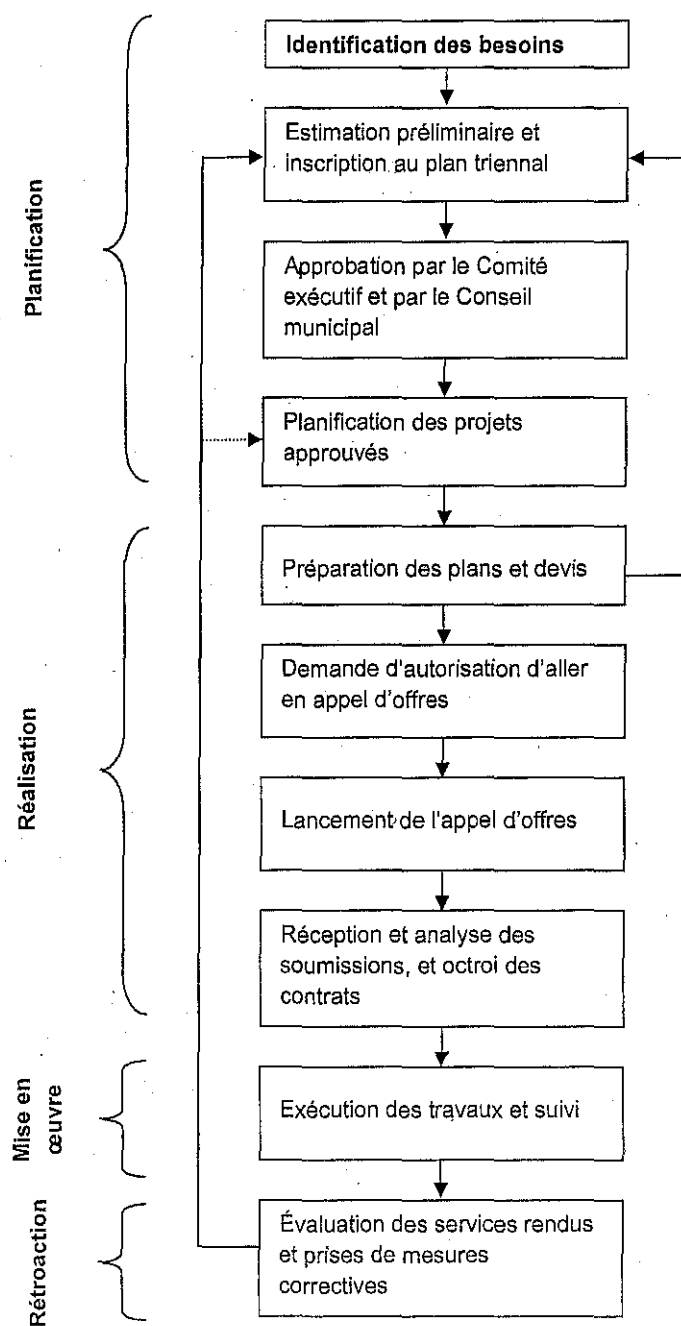 Planification
Identification des besoins
Estimation préliminaire et
inscription au plan triennal
Approbation par le Comité
exécutif et par le Conseil
municipal
Planification des projets
approuvés
Réalisation
Préparation des plans et devis
Demande d'autorisation d'aller
en appel d'offres
Lancement de l'appel d'offres
Réception et analyse des
soumissions, et octroi des
contrats
Mise en
œuvre
Exécution des travaux et suivi
Rétroaction
Évaluation des services rendus
et prises de mesures
correctives